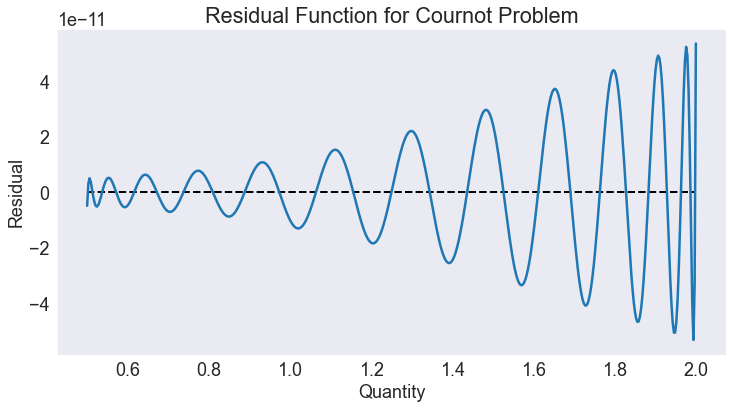 Residual Function for Cournot Problem
1e−11
4
2
0
−2
−4
Residual
0.6 0.8 1.0 1.2 1.4 1.6 1.8 2.0
Quantity